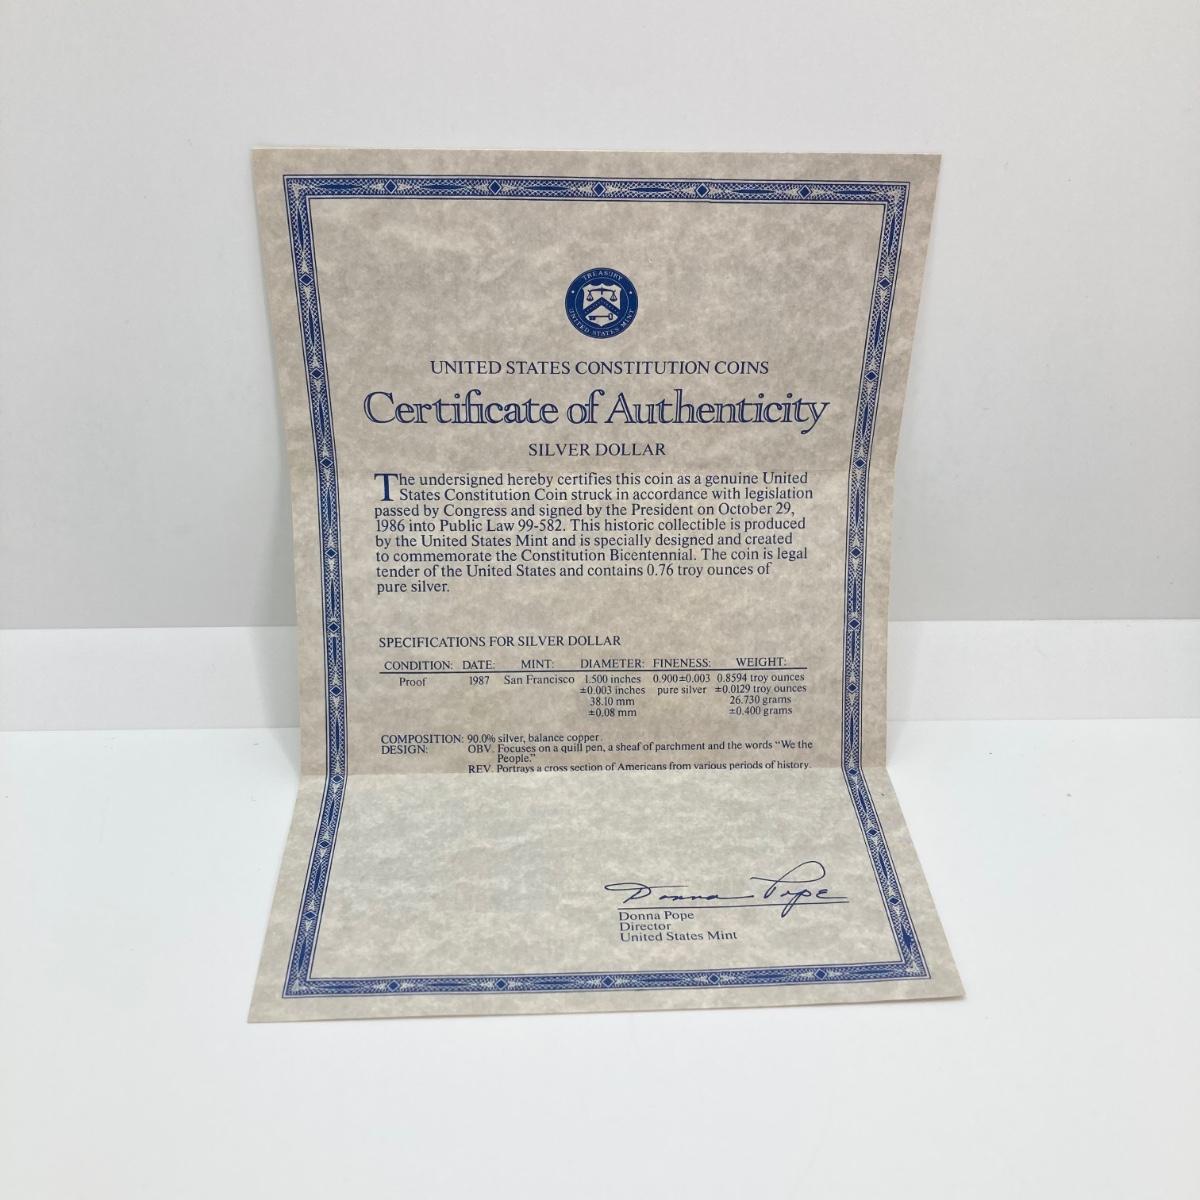 TREASURY
UNITED STATES MINT
UNITED STATES CONSTITUTION COINS
Certificate of Authenticity
SILVER DOLLAR
The undersigned hereby certifies this coin as a genuine United
States Constitution Coin struck in accordance with legislation
passed by Congress and signed by the President on October 29,
1986 into Public Law 99-582. This historic collectible is produced
by the United States Mint and is specially designed and created
to commemorate the Constitution Bicentennial. The coin is legal
tender of the United States and contains 0.76 troy ounces of
pure silver.
SPECIFICATIONS FOR SILVER DOLLAR
CONDITION: DATE: MINT: DIAMETER: FINENESS: WEIGHT:
Proof 1987 San Francisco 1.500 inches 0.900±0.003 0.8594 troy ounces
±0.003 inches pure silver ±0.0129 troy ounces
38.10 mm 26.730 grams
±0.08 mm ±0.400 grams
COMPOSITION: 90.0% silver, balance copper.
DESIGN: OBV. Focuses on a quill pen, a sheaf of parchment and the words “We the
People.”
REV. Portrays a cross section of Americans from various periods of history.
Donna Pope
Donna Pope
Director
United States Mint